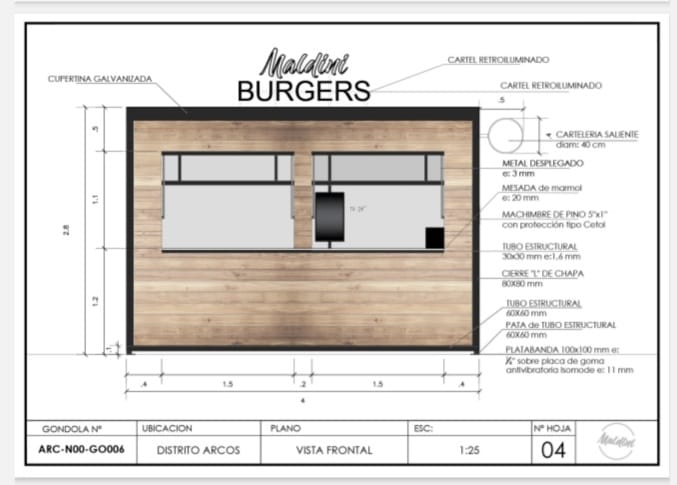 Maldini
BURGERS
CARTEL RETROILUMINADO
CUPERTINA GALVANIZADA
CARTEL RETROILUMINADO
.5
.4
CARTELERIA SALIENTE
diam: 40 cm
METAL DESPLEGADO
e: 3 mm
MESADA de marmol
e: 20 mm
MACHIMBRE DE PINO 5"x1"
con protección tipo Cetol
TUBO ESTRUCTURAL
30x30 mm e:1,6 mm
CIERRE "L" DE CHAPA
80X80 mm
TUBO ESTRUCTURAL
60X60 mm
PATA de TUBO ESTRUCTURAL
60X60 mm
PLATABANDA 100x100 mm e:
¼" sobre placa de goma
antivibratoria Isomode e: 11 mm
.5
1.1
2.8
1.2
.1
.4
1.5
.2
1.5
.4
4
GONDOLA Nº
UBICACION
PLANO
ESC:
Nº HOJA
ARC-N00-GO006
DISTRITO ARCOS
VISTA FRONTAL
1:25
04
Maldini